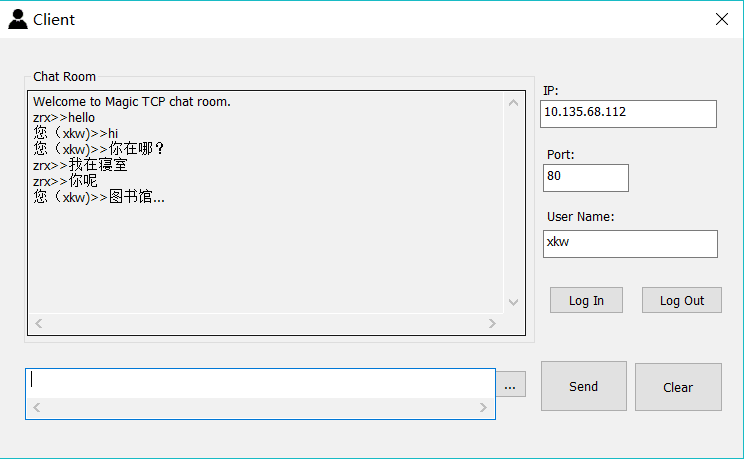 Client
Chat Room
Welcome to Magic TCP chat room.
zrx>>hello
您（xkw)>>hi
您（xkw)>>你在哪？
zrx>>我在寝室
zrx>>你呢
您（xkw)>>图书馆...
IP:
10.135.68.112
Port:
80
User Name:
xkw
Log In
Log Out
...
Send
Clear